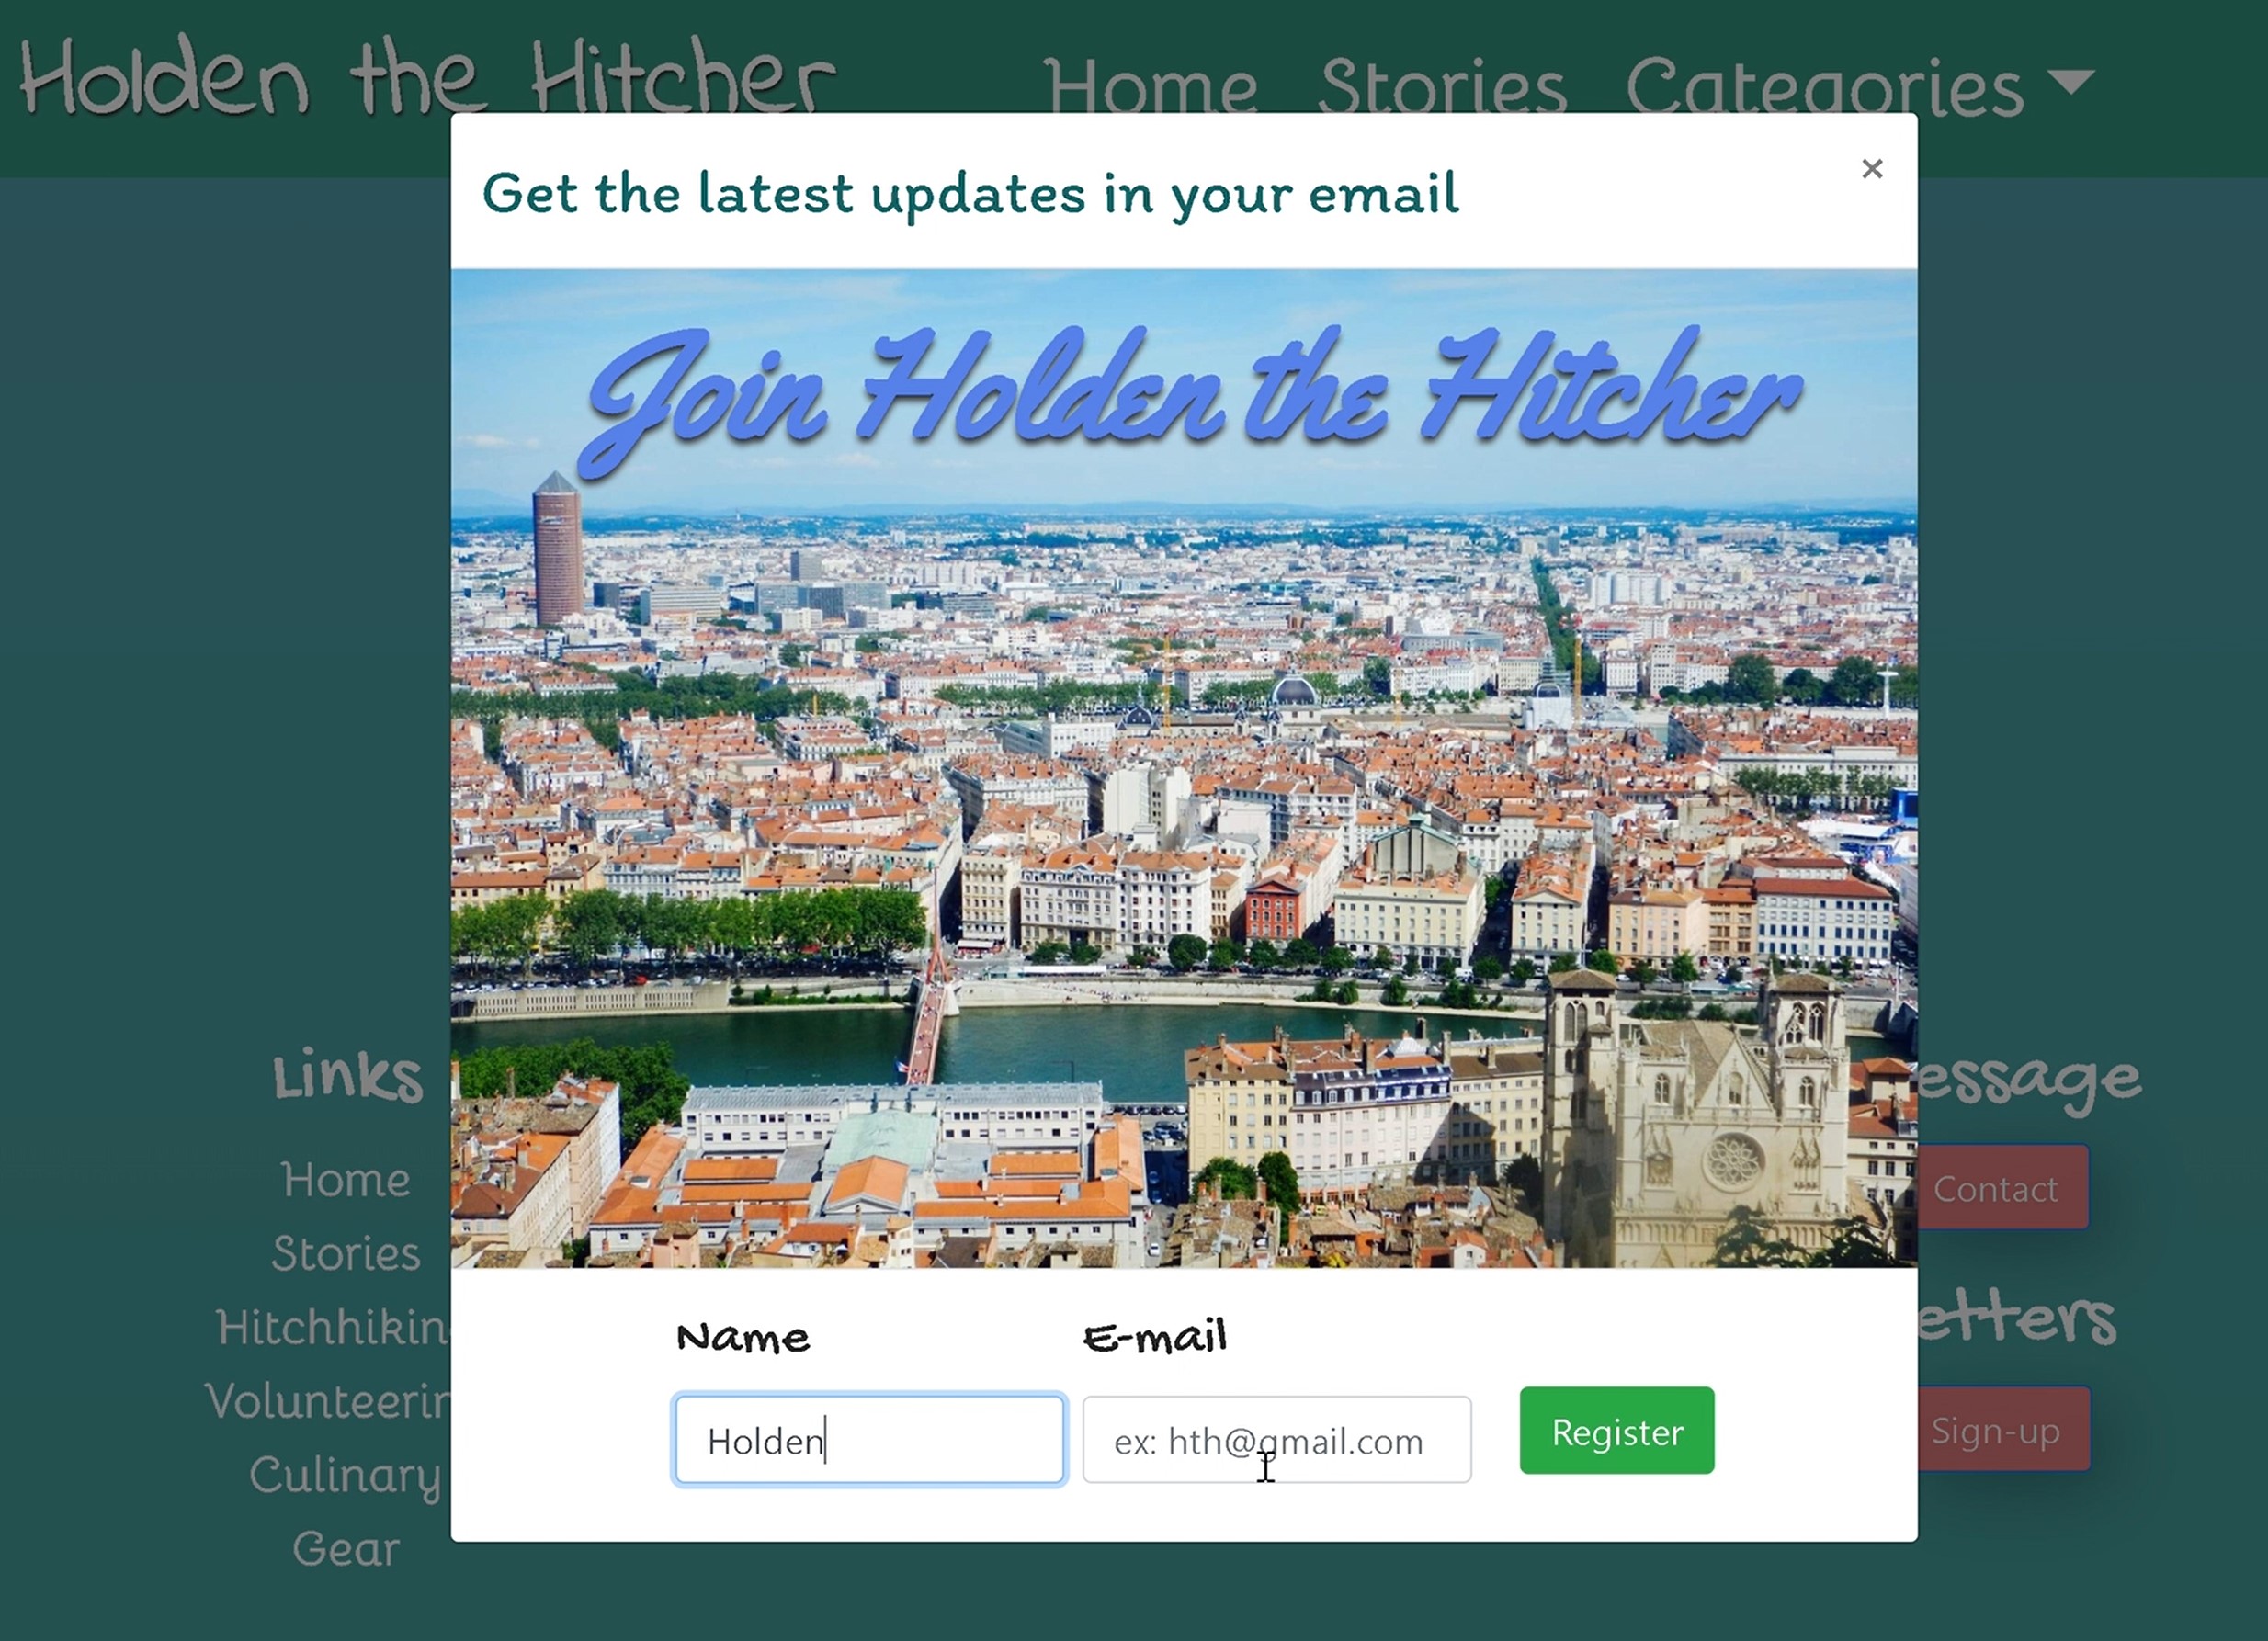 Holden the Hitcher
Home Stories Categories
Get the latest updates in your email
×
Join Holden the Hitcher
Links
Home
Stories
Hitchhikin
Volunteerin
Culinary
Gear
essage
Contact
etters
Sign-up
Name
E-mail
Holden
ex: hth@gmail.com
Register